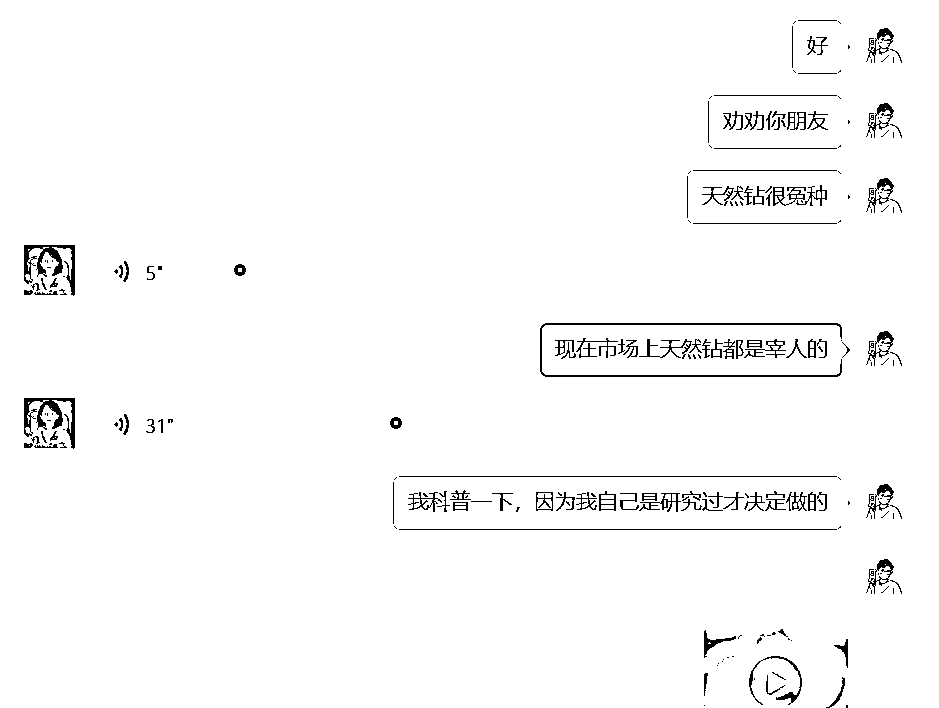 好
劝劝你朋友
天然钻很冤种
5"
现在市场上天然钻都是宰人的
31"
我科普一下，因为我自己是研究过才决定做的